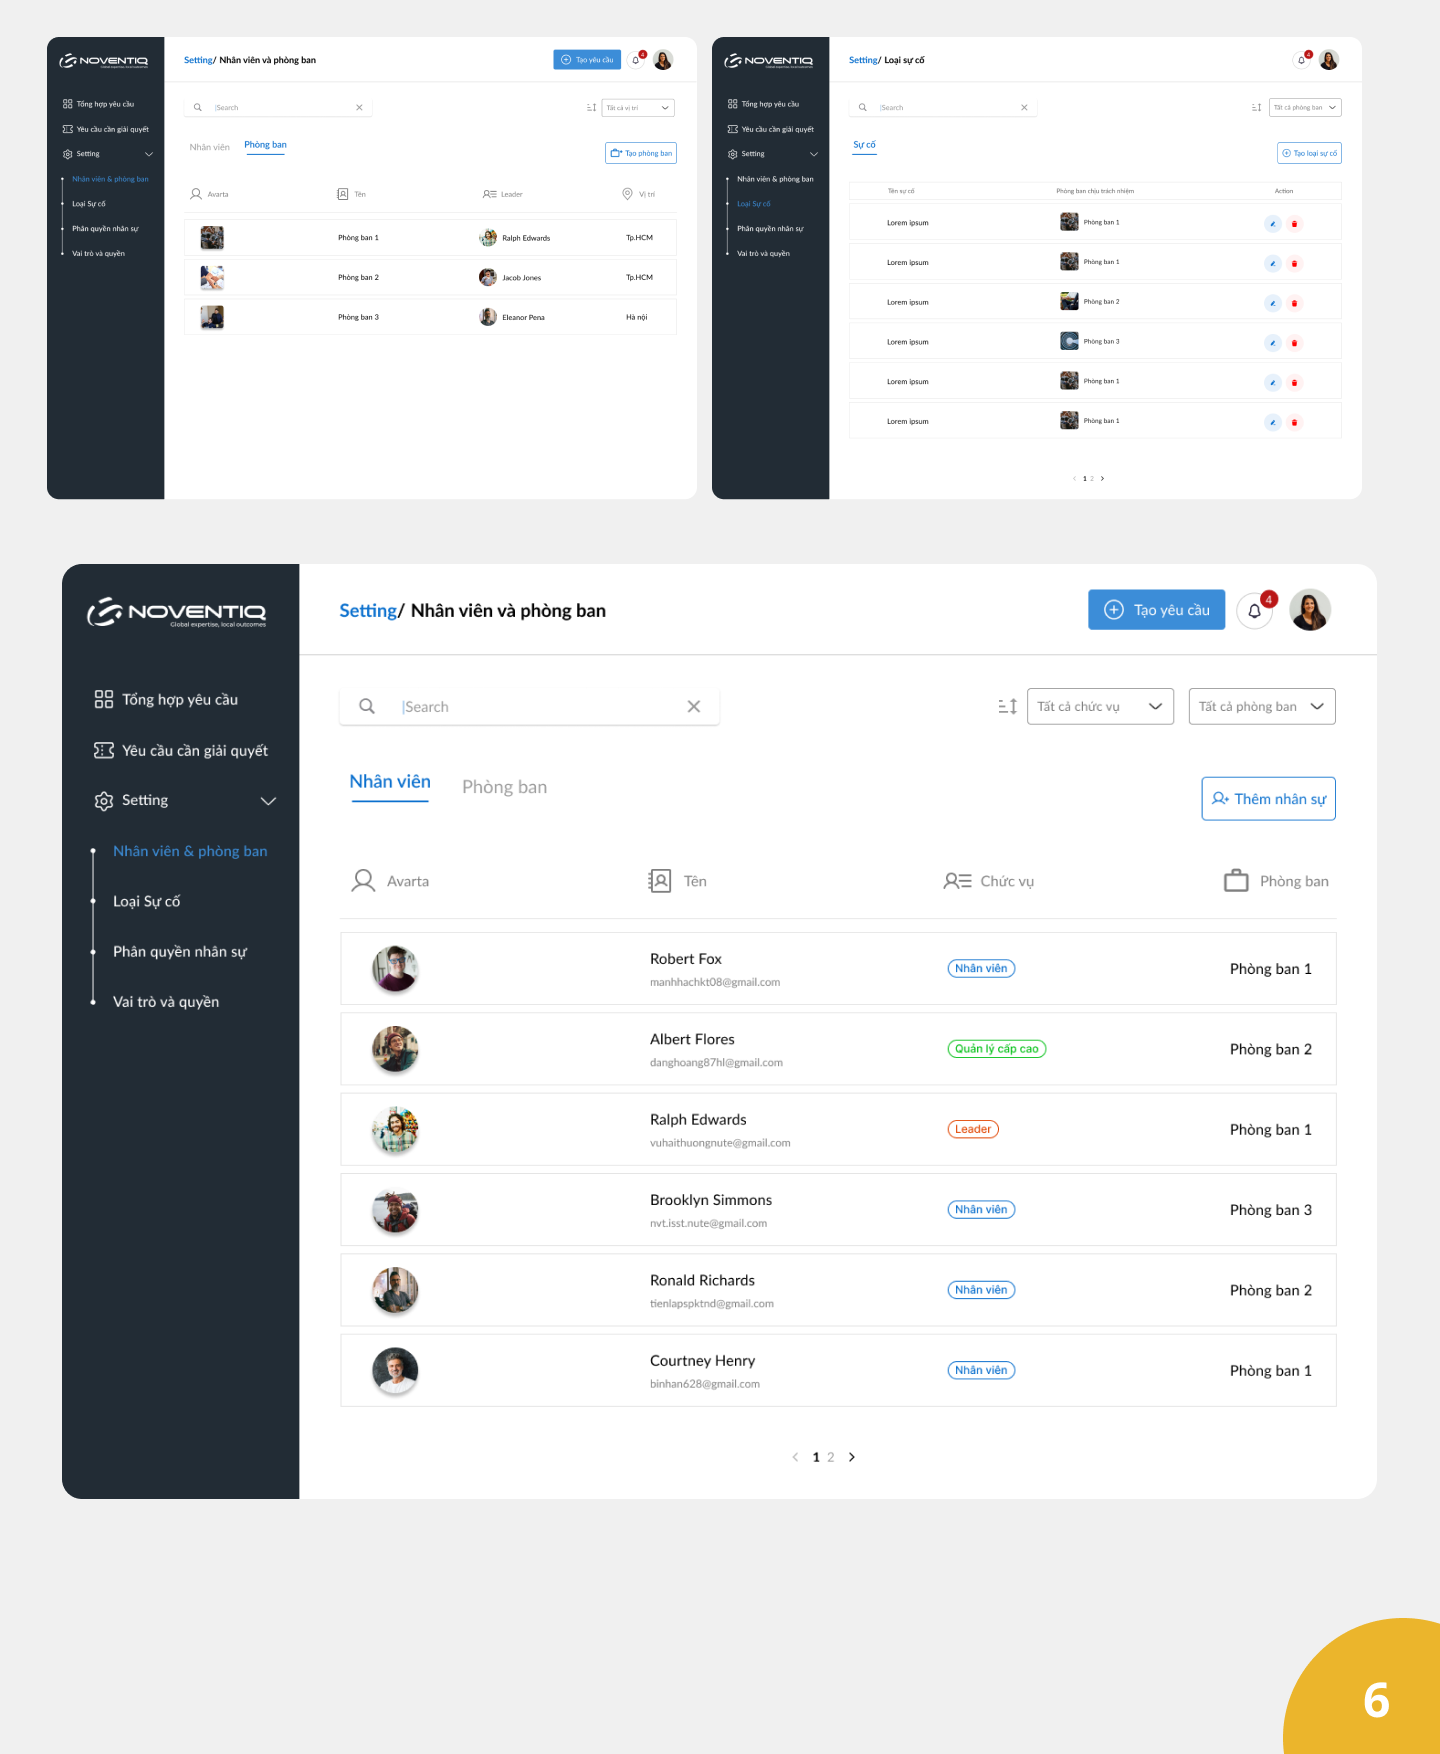 NOVENTIQ
Global expertise, local outcomes
Tổng hợp yêu cầu
Yêu cầu cần giải quyết
Setting
Nhân viên & phòng ban
Loại Sự cố
Phân quyền nhân sự
Vai trò và quyền
Setting/ Nhân viên và phòng ban
Tạo yêu cầu
4
Search
Tất cả vị trí
Nhân viên
Phòng ban
Tạo phòng ban
Avarta
Tên
Leader
Vị trí
Phòng ban 1
Ralph Edwards
Tp.HCM
Phòng ban 2
Jacob Jones
Tp.HCM
Phòng ban 3
Eleanor Pena
Hà nội
NOVENTIQ
Global expertise, local outcomes
Tổng hợp yêu cầu
Yêu cầu cần giải quyết
Setting
Nhân viên & phòng ban
Loại Sự cố
Phân quyền nhân sự
Vai trò và quyền
Setting/ Loại sự cố
4
Search
Tất cả phòng ban
Sự cố
Tạo loại sự cố
Tên sự cố
Phòng ban chịu trách nhiệm
Action
Lorem ipsum
Phòng ban 1
Lorem ipsum
Phòng ban 1
Lorem ipsum
Phòng ban 2
Lorem ipsum
Phòng ban 3
Lorem ipsum
Phòng ban 1
Lorem ipsum
Phòng ban 1
1 2
NOVENTIQ
Global expertise, local outcomes
Tổng hợp yêu cầu
Yêu cầu cần giải quyết
Setting
Nhân viên & phòng ban
Loại Sự cố
Phân quyền nhân sự
Vai trò và quyền
Setting/ Nhân viên và phòng ban
Tạo yêu cầu
4
Search
Tất cả chức vụ
Tất cả phòng ban
Nhân viên
Phòng ban
Thêm nhân sự
Avarta
Tên
Chức vụ
Phòng ban
Robert Fox
manhhachkt08@gmail.com
Nhân viên
Phòng ban 1
Albert Flores
danghoang87hl@gmail.com
Quản lý cấp cao
Phòng ban 2
Ralph Edwards
vuhaithuongnute@gmail.com
Leader
Phòng ban 1
Brooklyn Simmons
nvt.isst.nute@gmail.com
Nhân viên
Phòng ban 3
Ronald Richards
tienlapspktnd@gmail.com
Nhân viên
Phòng ban 2
Courtney Henry
binhan628@gmail.com
Nhân viên
Phòng ban 1
1 2
6